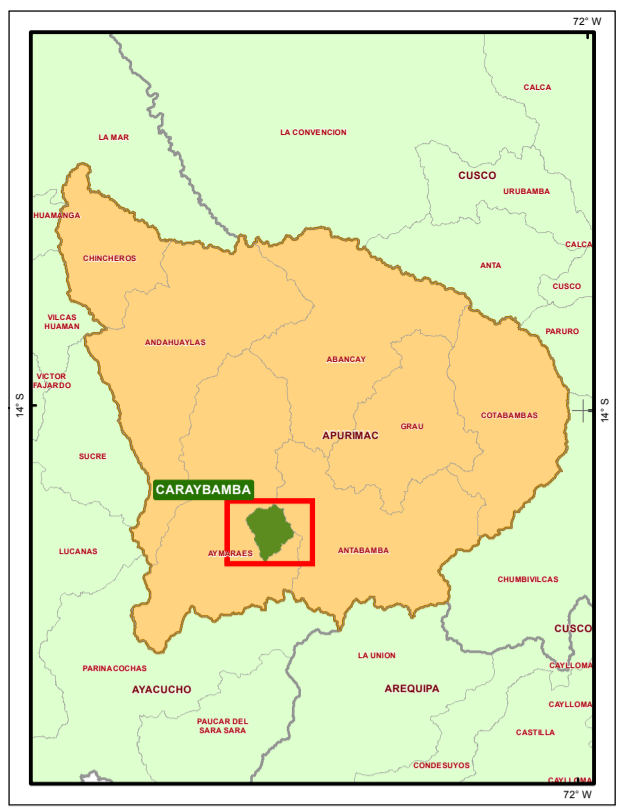 72° W
CALCA
LA CONVENCION
LA MAR
CUSCO
URUBAMBA
HUAMANGA
CALCA
CHINCHEROS
ANTA
CUSCO
VILCAS
HUAMAN
PARURO
ANDAHUAYLAS
ABANCAY
VICTOR
FAJARDO
14° S
14° S
COTABAMBAS
GRAU
APURIMAC
SUCRE
CARAYBAMBA
LUCANAS
AYMARAES
ANTABAMBA
CHUMBIVILCAS
CUSCO
LA UNION
CAYLLOMA
PARINACOCHAS
AYACUCHO
AREQUIPA
CAYLLOMA
PAUCAR DEL
SARA SARA
CASTILLA
CONDESUYOS
CAYLLOMA
72° W